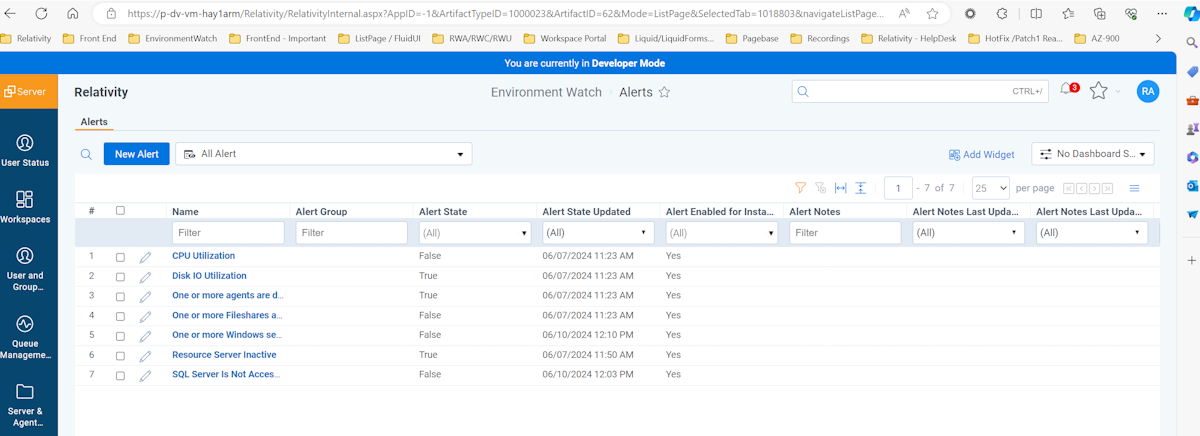 https://p-dv-vm-hay1arm/Relativity/RelativityInternal.aspx?AppID=-1&ArtifactTypeID=1000023&ArtifactID=62&Mode=ListPage&SelectedTab=1018803&navigateListPage...
Relativity Front End EnvironmentWatch FrontEnd - Important ListPage / FluidUI RWA/RWC/RWU Workspace Portal Liquid/LiquidForms... Pagebase Recordings Relativity - HelpDesk HotFix /Patch1 Rea... AZ-900
You are currently in Developer Mode
Server Relativity Environment Watch Alerts CTRL+/ 3 RA
Alerts
New Alert All Alert Add Widget No Dashboard S...
1 - 7 of 7 25 per page
# Name Alert Group Alert State Alert State Updated Alert Enabled for Insta... Alert Notes Alert Notes Last Upda... Alert Notes Last Upda...
Filter Filter (All) (All) (All) Filter (All) (All)
1 CPU Utilization False 06/07/2024 11:23 AM Yes
2 Disk IO Utilization True 06/07/2024 11:23 AM Yes
3 One or more agents are d... True 06/07/2024 11:23 AM Yes
4 One or more Fileshares a... False 06/07/2024 11:23 AM Yes
5 One or more Windows se... False 06/10/2024 12:10 PM Yes
6 Resource Server Inactive True 06/07/2024 11:50 AM Yes
7 SQL Server Is Not Acces... False 06/10/2024 12:03 PM Yes
User Status
Workspaces
User and
Group...
Queue
Manageme...
Server &
Agent...